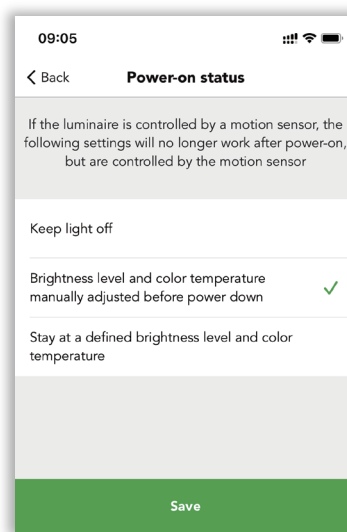 09:05
Back
Power-on status
If the luminaire is controlled by a motion sensor, the
following settings will no longer work after power-on,
but are controlled by the motion sensor
Keep light off
Brightness level and color temperature
manually adjusted before power down
Stay at a defined brightness level and color
temperature
Save